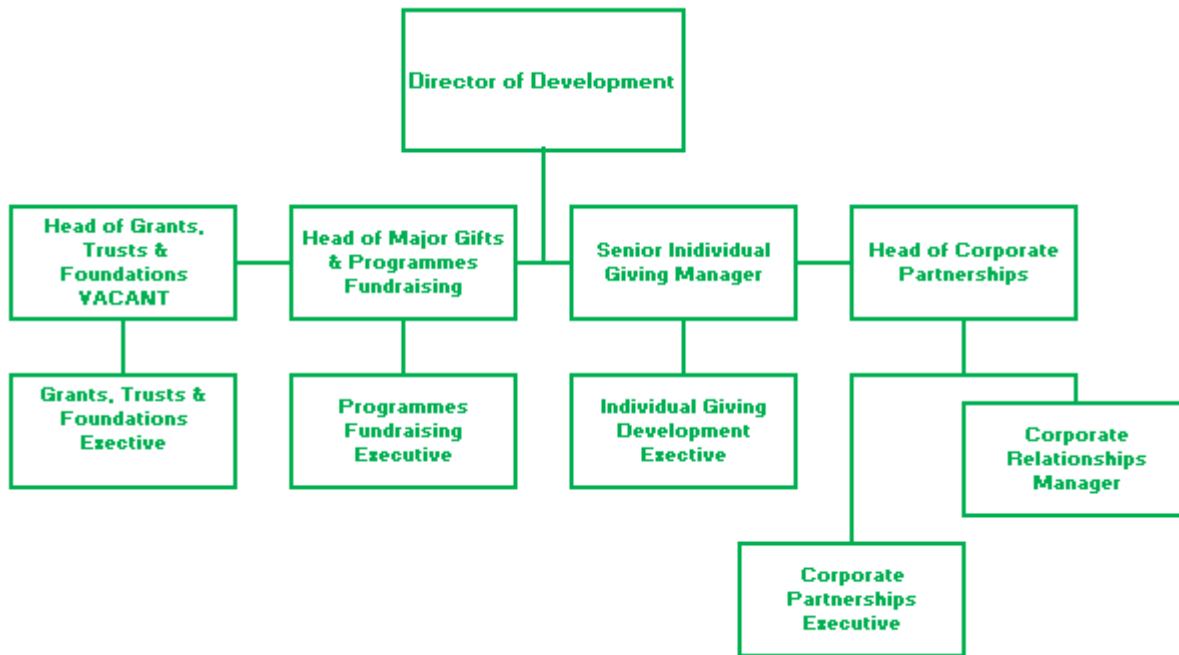 Director of Development
Head of Grants,
Trusts &
Foundations
VACANT
Head of Major Gifts
& Programmes
Fundraising
Senior Inidividual
Giving Manager
Head of Corporate
Partnerships
Grants, Trusts &
Foundations
Exective
Programmes
Fundraising
Executive
Individual Giving
Development
Exective
Corporate
Relationships
Manager
Corporate
Partnerships
Executive